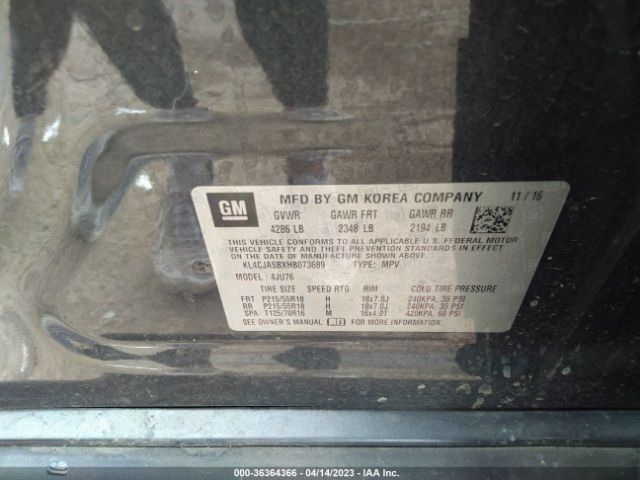 GM
MFD BY GM KOREA COMPANY 11/16
GVWR GAWR FRT GAWR RR
4286 LB 2348 LB 2194 LB
THIS VEHICLE CONFORMS TO ALL APPLICABLE U.S. FEDERAL MOTOR
VEHICLE SAFETY AND THEFT PREVENTION STANDARDS IN EFFECT
ON THE DATE OF MANUFACTURE SHOWN ABOVE.
KL4CJASBXHB073689 TYPE: MPV
MODEL: 4JU76
TIRE SIZE SPEED RTG RIM COLD TIRE PRESSURE
FRT P215/55R18 H 18x7.0J 240KPA, 35 PSI
RR P215/55R18 H 18x7.0J 240KPA, 35 PSI
SPA T125/70R16 M 16x4.0T 420KPA, 60 PSI
SEE OWNER'S MANUAL FOR MORE INFORMATION.
000-36364366 - 04/14/2023 - IAA Inc.